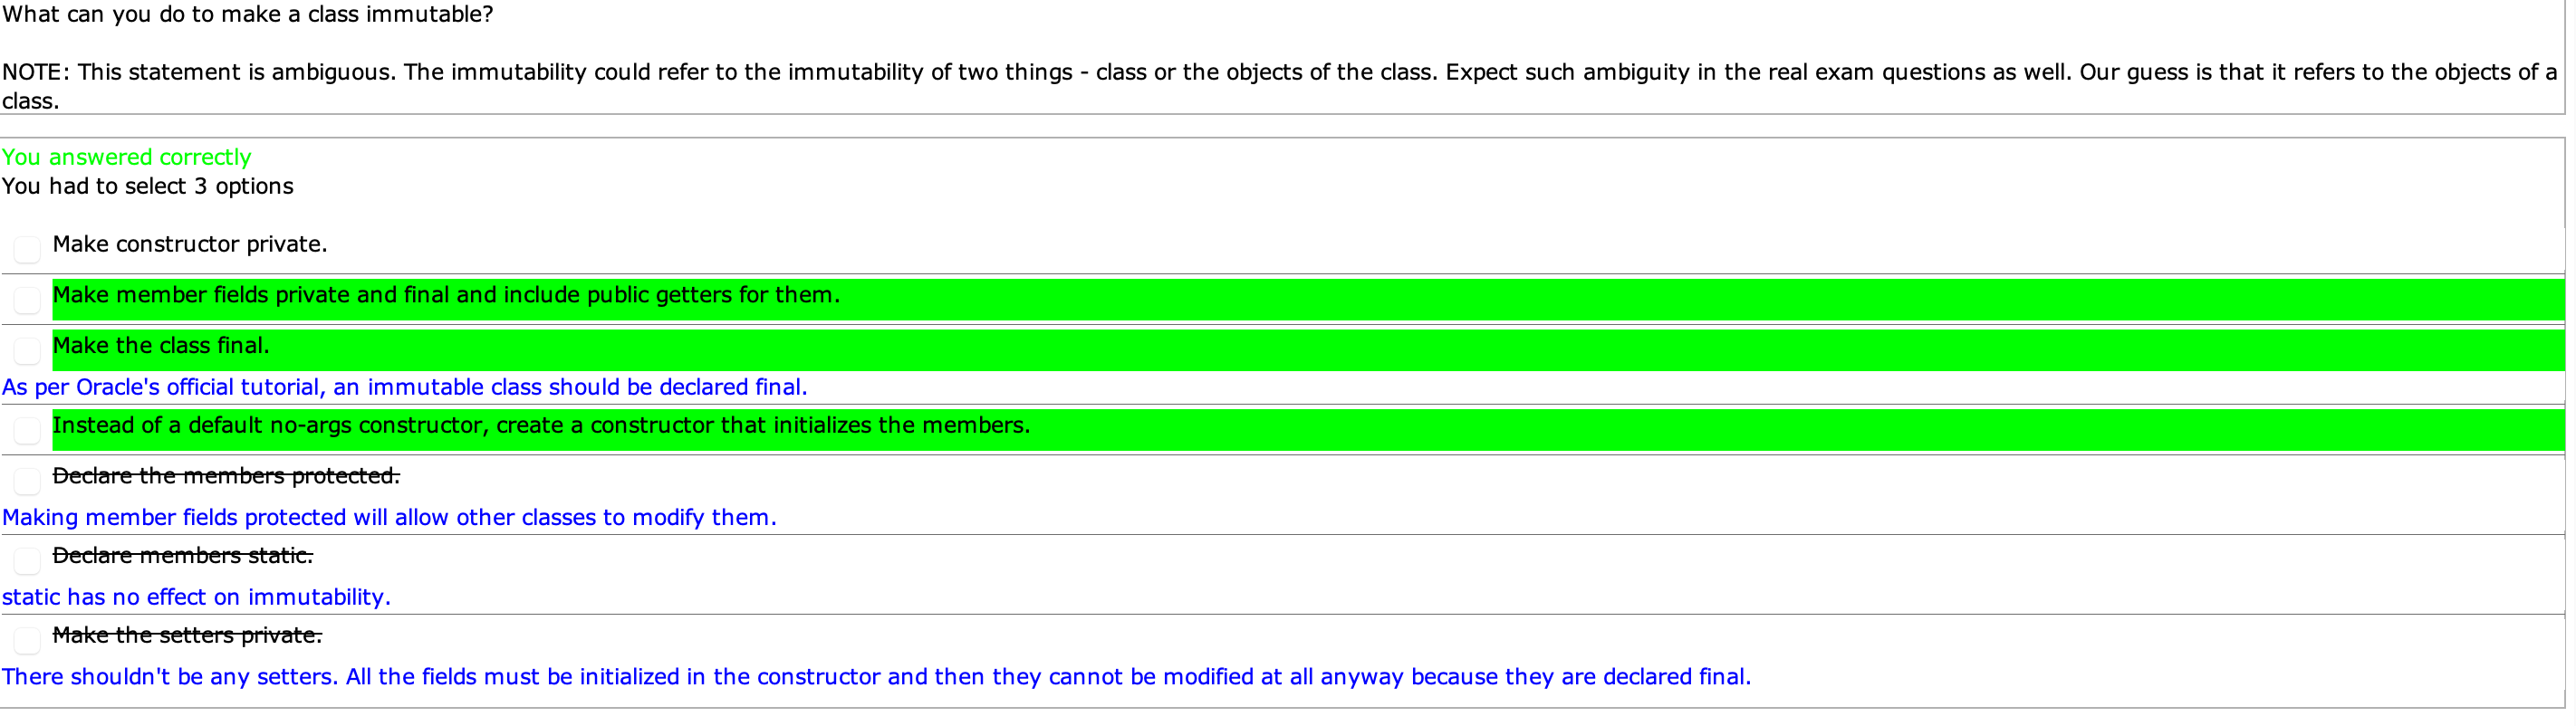 What can you do to make a class immutable?
NOTE: This statement is ambiguous. The immutability could refer to the immutability of two things - class or the objects of the class. Expect such ambiguity in the real exam questions as well. Our guess is that it refers to the objects of a
class.
You answered correctly
You had to select 3 options
Make constructor private.
Make member fields private and final and include public getters for them.
Make the class final.
As per Oracle's official tutorial, an immutable class should be declared final.
Instead of a default no-args constructor, create a constructor that initializes the members.
Declare the members protected.
Making member fields protected will allow other classes to modify them.
Declare members static.
static has no effect on immutability.
Make the setters private.
There shouldn't be any setters. All the fields must be initialized in the constructor and then they cannot be modified at all anyway because they are declared final.